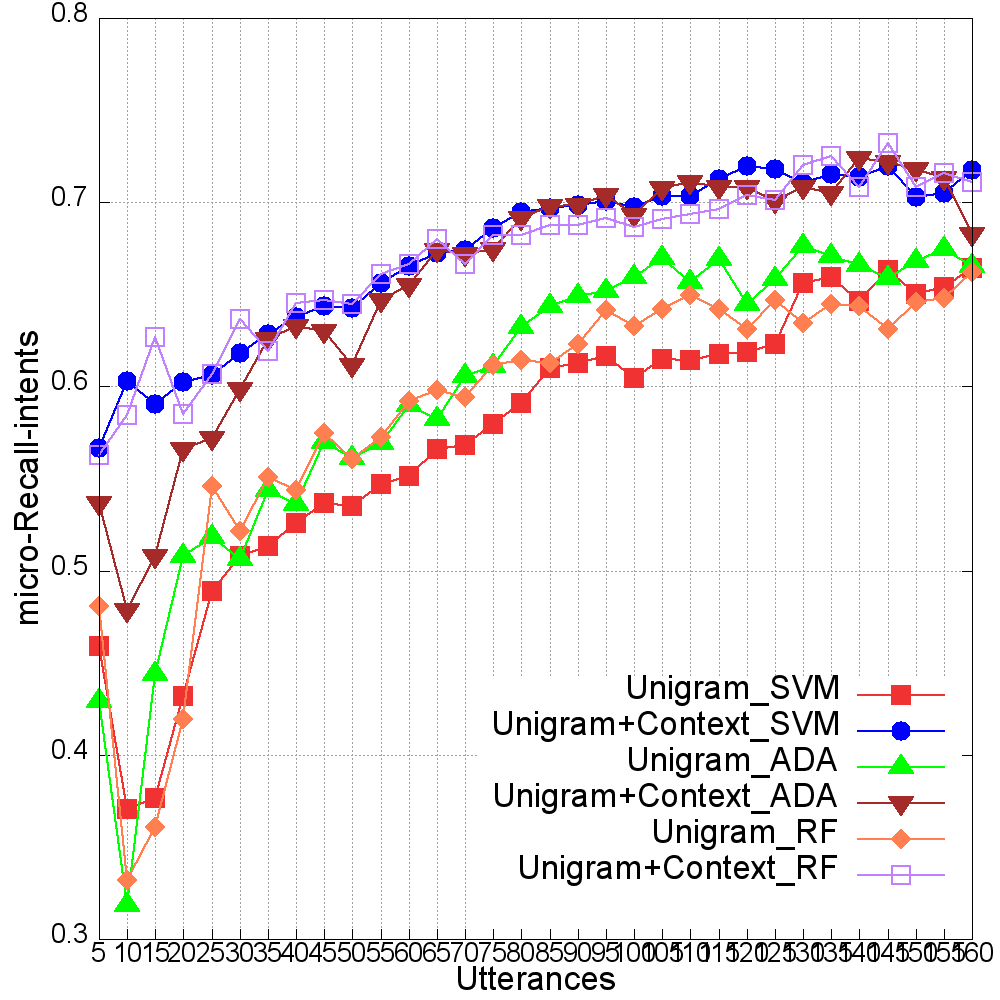 0.8
0.7
0.6
0.5
0.4
0.3
micro-Recall-intents
Unigram_SVM
Unigram+Context_SVM
Unigram_ADA
Unigram+Context_ADA
Unigram_RF
Unigram+Context_RF
5 10 15 20 25 30 35 40 45 50 55 60 65 70 75 80 85 90 95 100 105 110 115 120 125 130 135 140 145 150 155 160
Utterances